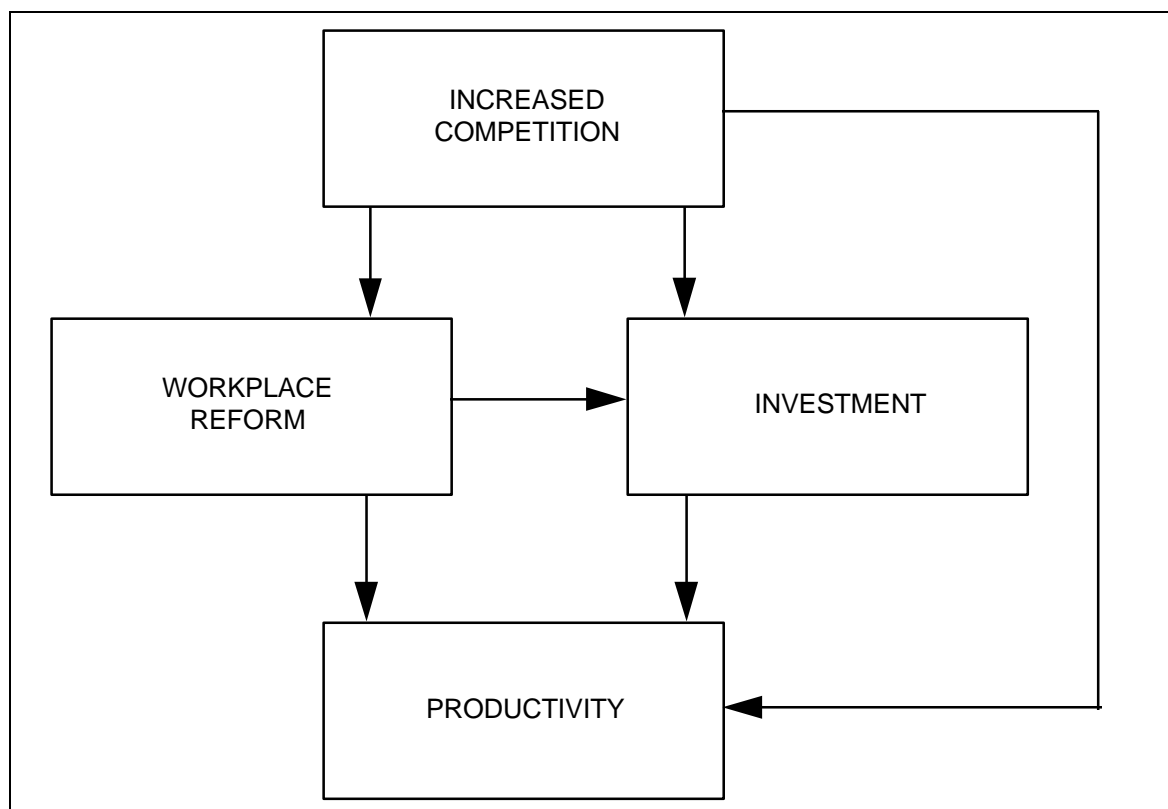 INCREASED
COMPETITION
WORKPLACE
REFORM
INVESTMENT
PRODUCTIVITY